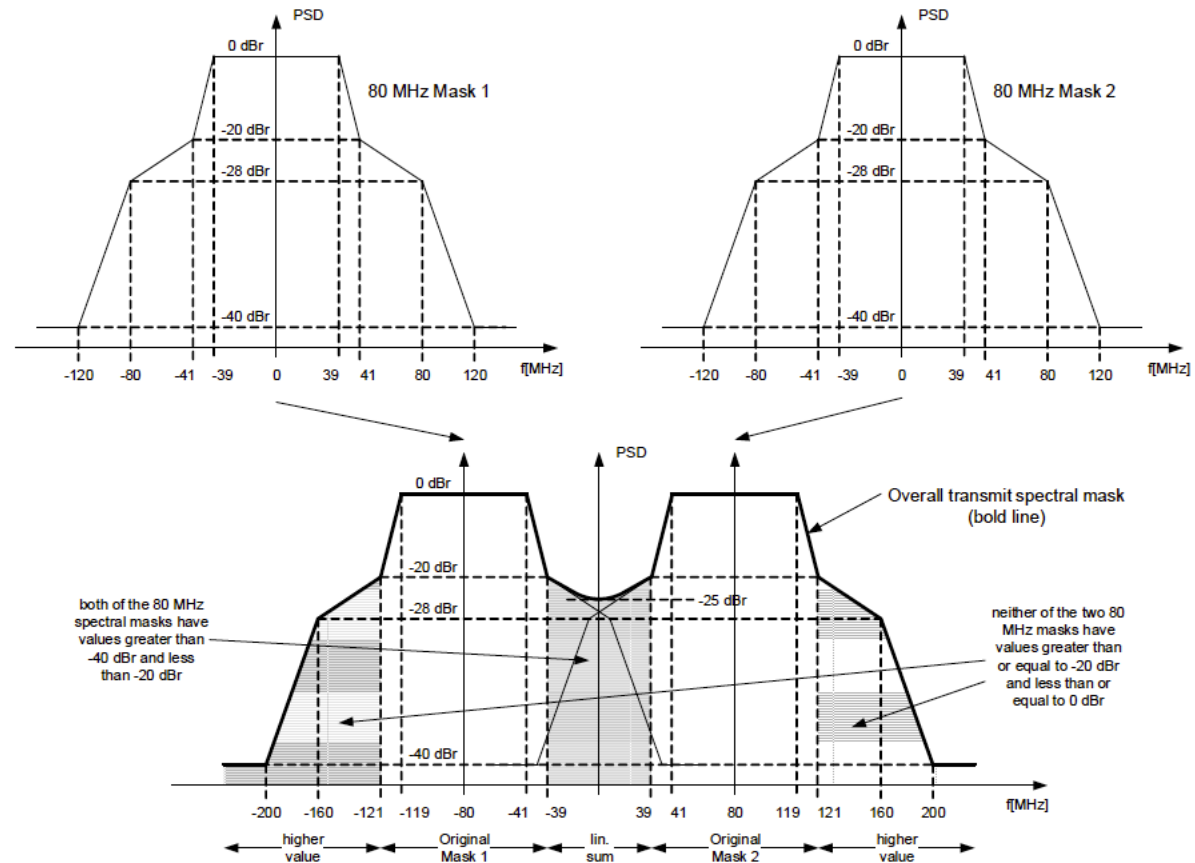 PSD
0 dBr
80 MHz Mask 1
-20 dBr
-28 dBr
-40 dBr
-120 -80 -41 -39 0 39 41 80 120
f[MHz]
PSD
0 dBr
80 MHz Mask 2
-20 dBr
-28 dBr
-40 dBr
-120 -80 -41 -39 0 39 41 80 120
f[MHz]
PSD
0 dBr
Overall transmit spectral mask
(bold line)
-20 dBr
-25 dBr
-28 dBr
both of the 80 MHz
spectral masks have
values greater than
-40 dBr and less
than -20 dBr
neither of the two 80
MHz masks have
values greater than
or equal to -20 dBr
and less than or
equal to 0 dBr
-40 dBr
-200 -160 -121 -119 -80 -41 -39 39 41 80 119 121 160 200
f[MHz]
higher
value
Original
Mask 1
lin.
sum
Original
Mask 2
higher
value